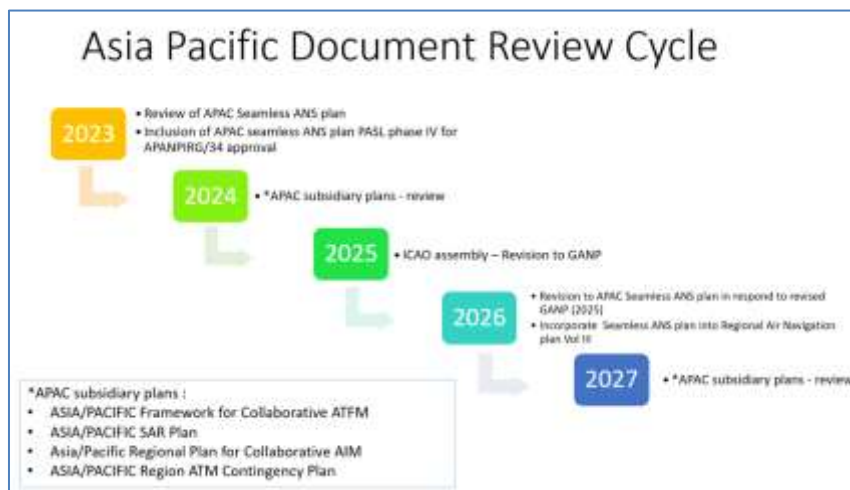 Asia Pacific Document Review Cycle
2023
• Review of APAC Seamless ANS plan
• Inclusion of APAC seamless ANS plan PASL phase IV for
APANPIRG/34 approval
2024
• *APAC subsidiary plans - review
2025
• ICAO assembly – Revision to GANP
2026
• Revision to APAC Seamless ANS plan in respond to revised
GANP (2025)
• Incorporate Seamless ANS plan into Regional Air Navigation
plan Vol III
2027
• *APAC subsidiary plans - review
*APAC subsidiary plans :
• ASIA/PACIFIC Framework for Collaborative ATFM
• ASIA/PACIFIC SAR Plan
• Asia/Pacific Regional Plan for Collaborative AIM
• ASIA/PACIFIC Region ATM Contingency Plan